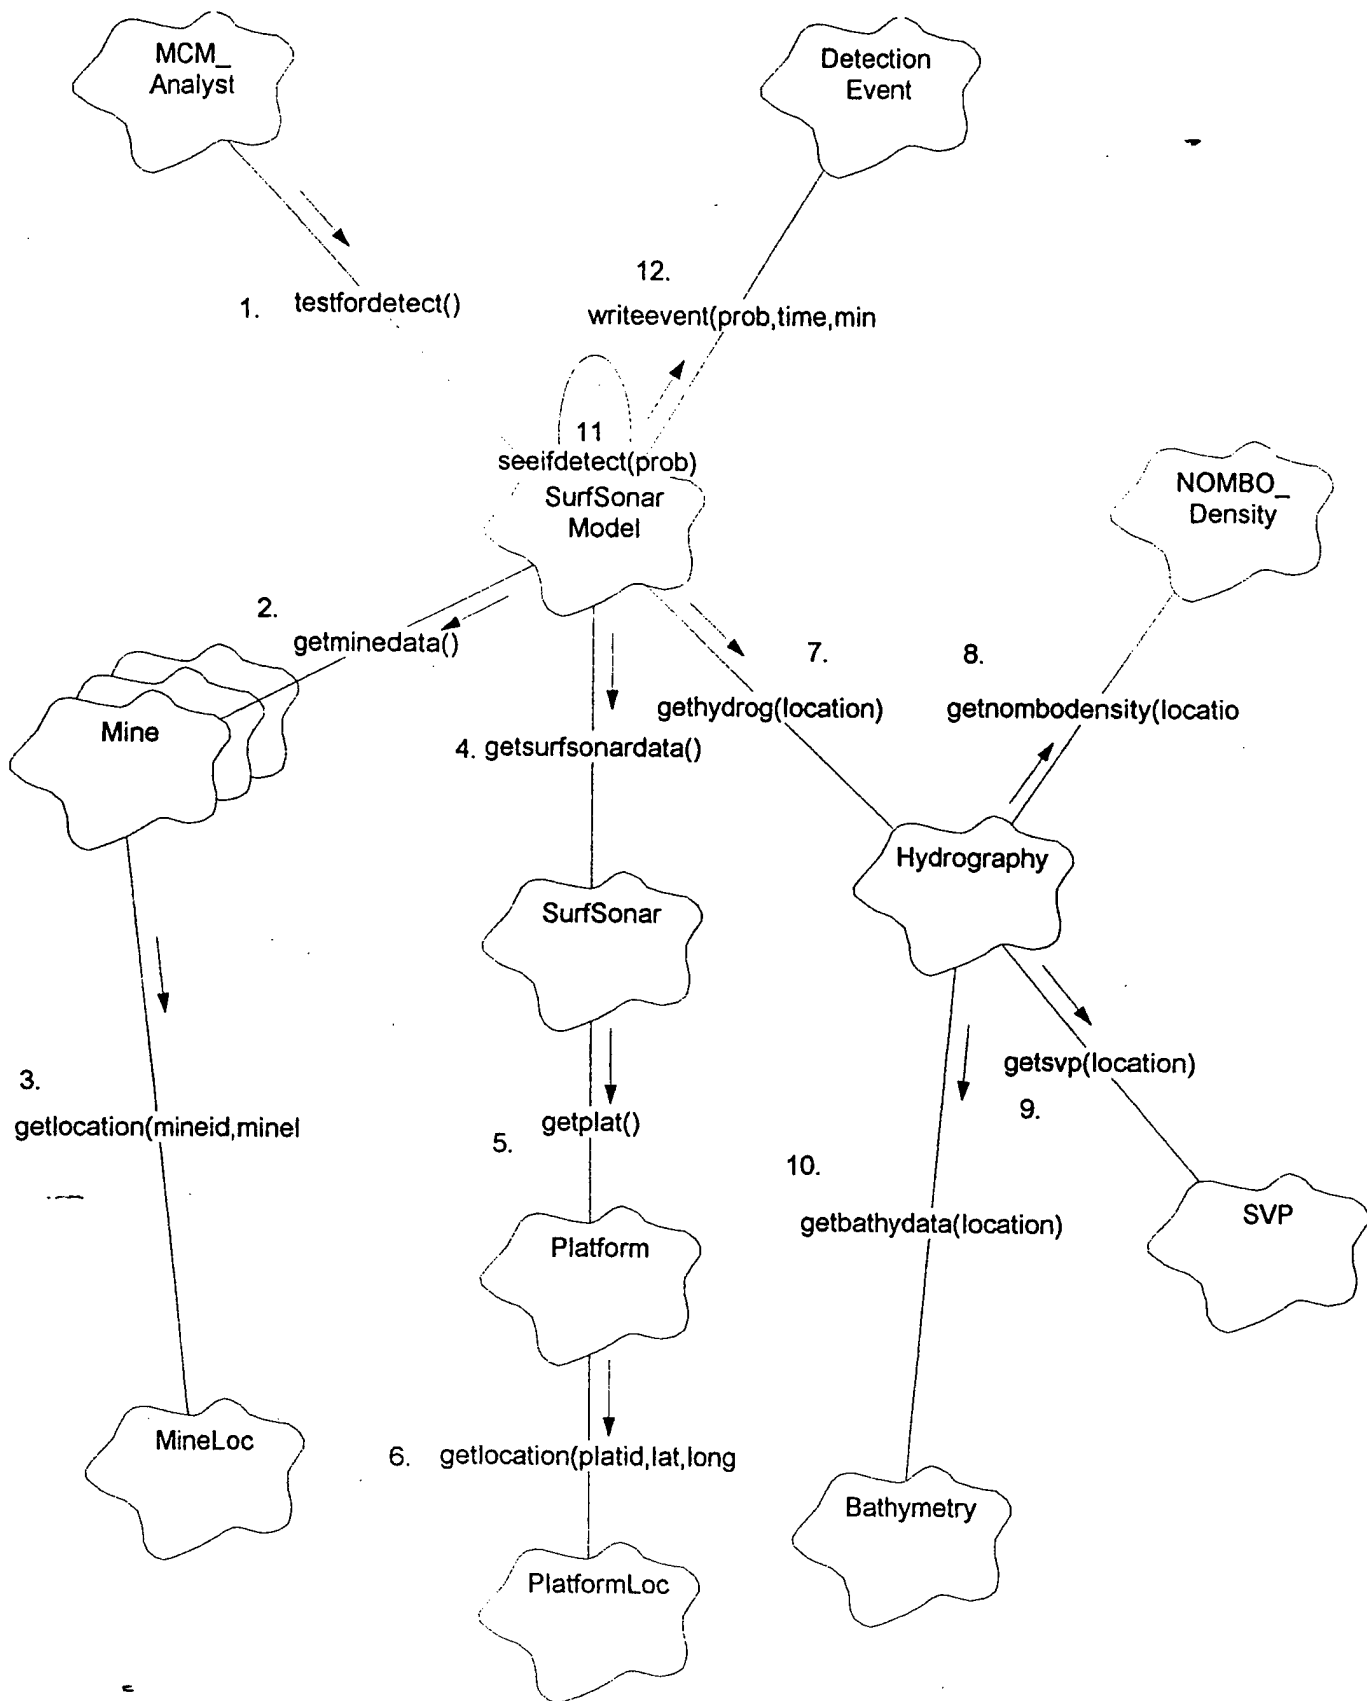 MCM_
Analyst
Detection
Event
12.
1. testfordetect()
writeevent(prob,time,min
11
seeifdetect(prob)
SurfSonar
Model
NOMBO_
Density
2.
getminedata()
7.
8.
gethydrog(location)
getnombodensity(locatio
Mine
4. getsurfsonardata()
Hydrography
SurfSonar
getsvp(location)
9.
3.
getlocation(mineid,minel
getplat()
5.
10.
getbathydata(location)
SVP
Platform
MineLoc
6. getlocation(platid,lat,long
Bathymetry
PlatformLoc